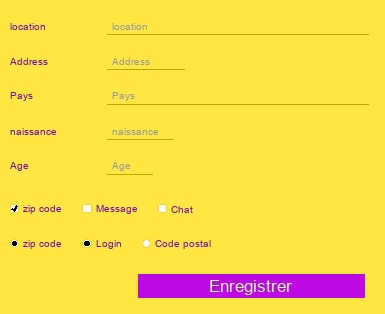 location location
Address Address
Pays Pays
naissance naissance
Age Age
zip code Message Chat
zip code Login Code postal
Enregistrer